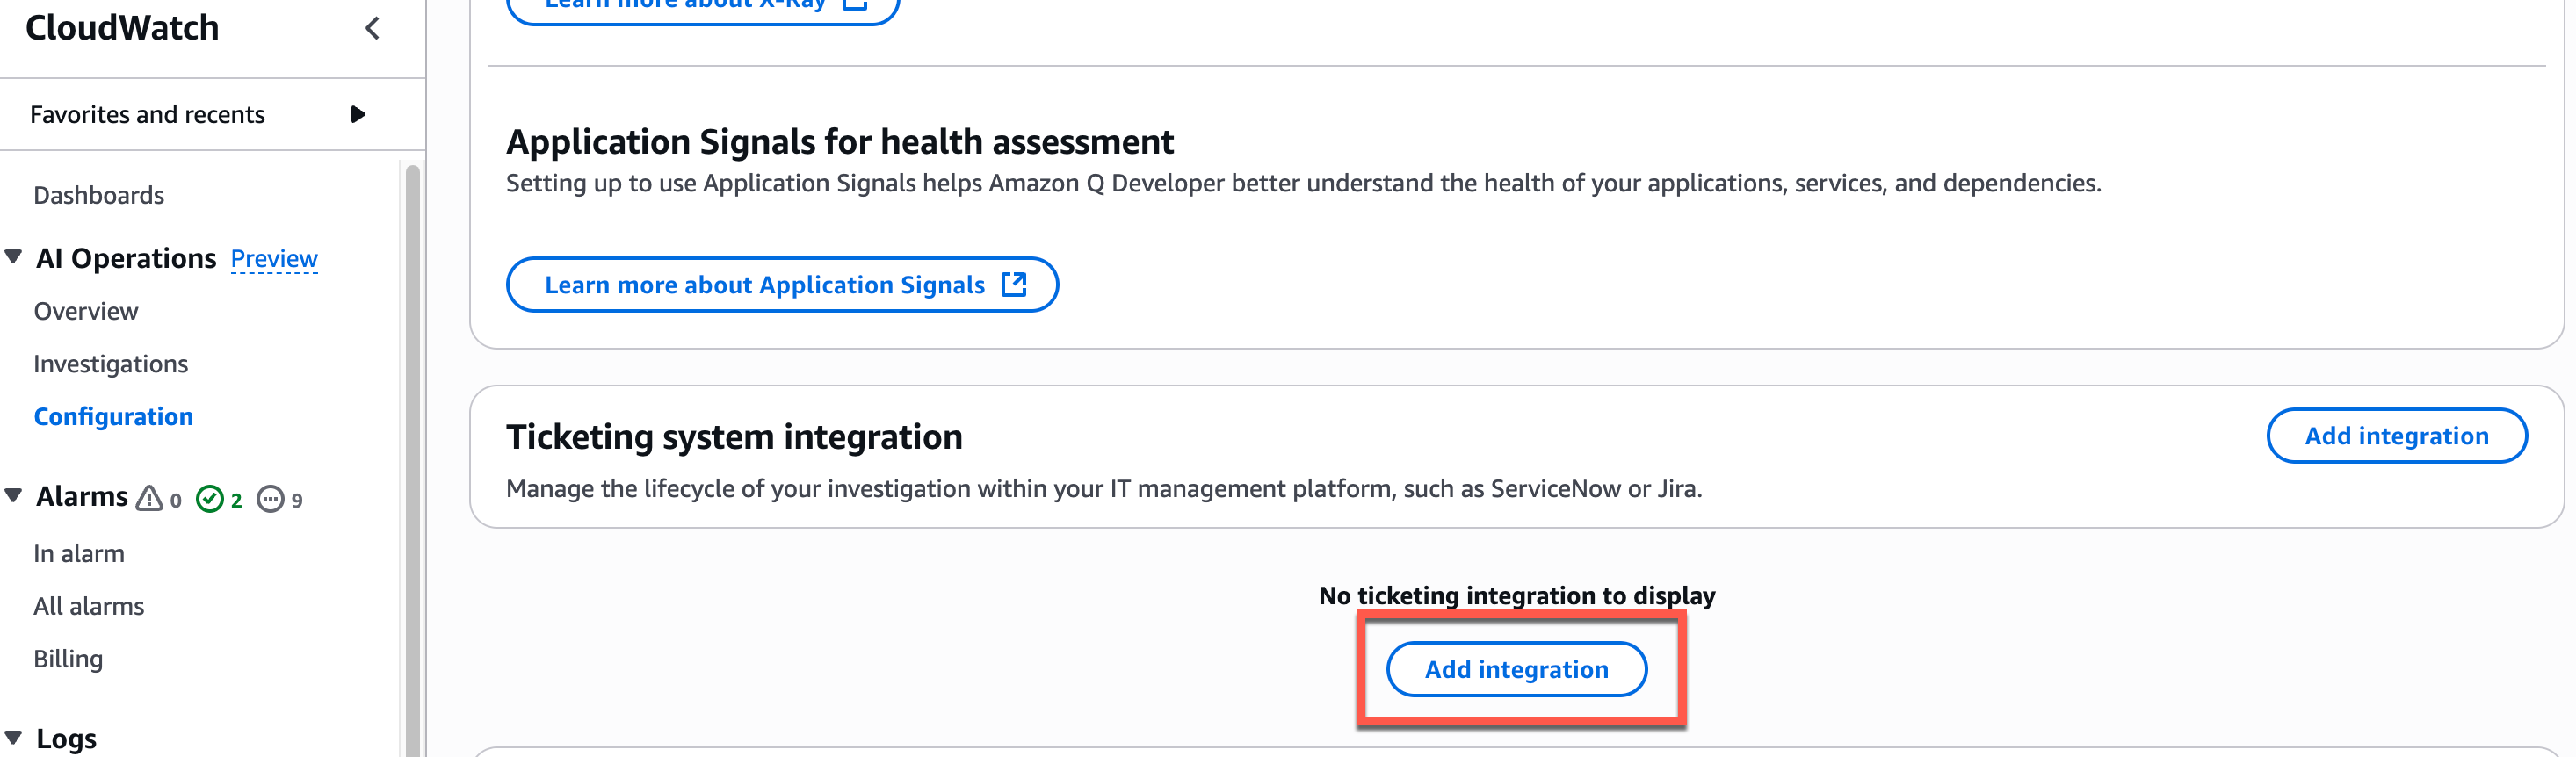 CloudWatch
Favorites and recents
Dashboards
AI Operations Preview
Overview
Investigations
Configuration
Alarms 0 2 9
In alarm
All alarms
Billing
Logs
Learn more about X-Ray
Application Signals for health assessment
Setting up to use Application Signals helps Amazon Q Developer better understand the health of your applications, services, and dependencies.
Learn more about Application Signals
Ticketing system integration
Add integration
Manage the lifecycle of your investigation within your IT management platform, such as ServiceNow or Jira.
No ticketing integration to display
Add integration